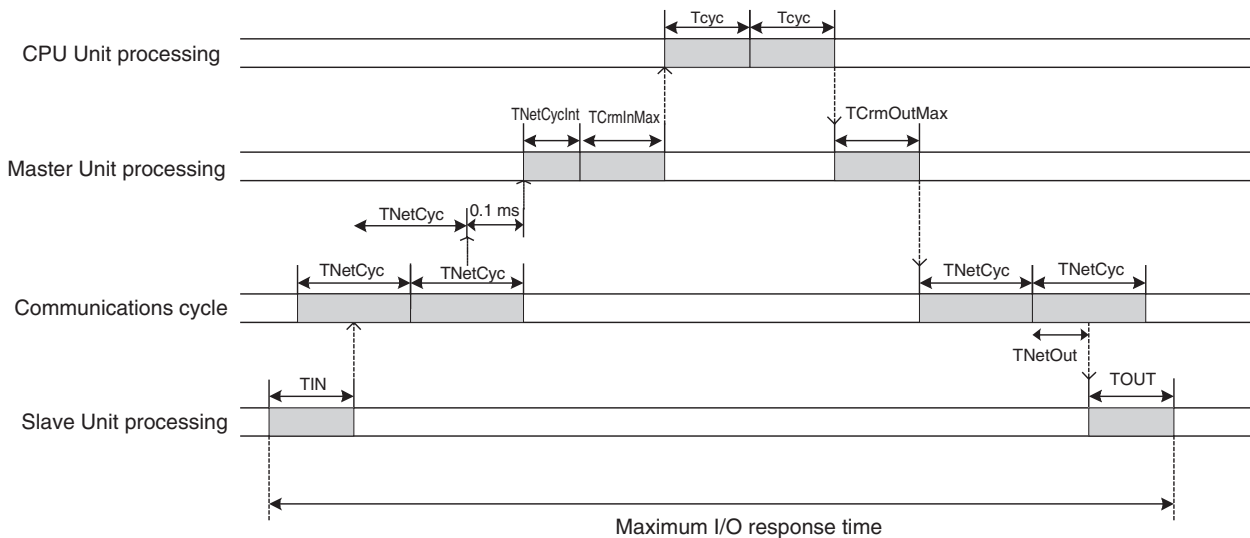 Tcyc Tcyc
CPU Unit processing
TNetCycInt TCrmInMax TCrmOutMax
Master Unit processing
TNetCyc 0.1 ms
TNetCyc TNetCyc TNetCyc TNetCyc
Communications cycle
TNetOut
TIN TOUT
Slave Unit processing
Maximum I/O response time